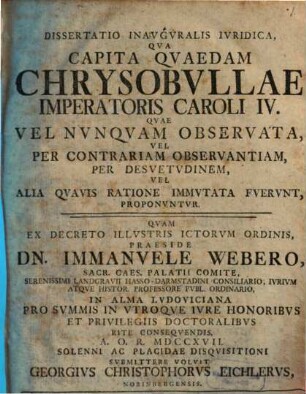 DISSERTATIO INAVGVRALIS IVRIDICA,
QVA
CAPITA QVAEDAM
CHRYSOBVLLAE
IMPERATORIS CAROLI IV.
QVAE
VEL NVNQVAM OBSERVATA,
VEL
PER CONTRARIAM OBSERVANTIAM,
PER DESVETVDINEM,
VEL
ALIA QVAVIS RATIONE IMMVTATA FVERVNT,
PROPONVNTVR.
QVAM
EX DECRETO ILLVSTRIS ICTORVM ORDINIS,
PRAESIDE
DN. IMMANVELE WEBERO,
SACR. CAES. PALATII COMITE,
SERENISSIMI LANDGRAVII HASSO-DARMSTADINI CONSILIARIO, IVRIVM
ATQVE HISTOR. PROFESSORE PVBL. ORDINARIO,
IN ALMA LVDOVICIANA
PRO SVMMIS IN VTROQVE IVRE HONORIBVS
ET PRIVILEGIIS DOCTORALIBVS
RITE CONSEQVENDIS,
A. O. R. MDCCXVII.
SOLENNI AC PLACIDAE DISQVISITIONI
SVBMITTERE VOLVIT
GEORGIVS CHRISTOPHORVS EICHLERVS,
NORIMBERGENSIS.